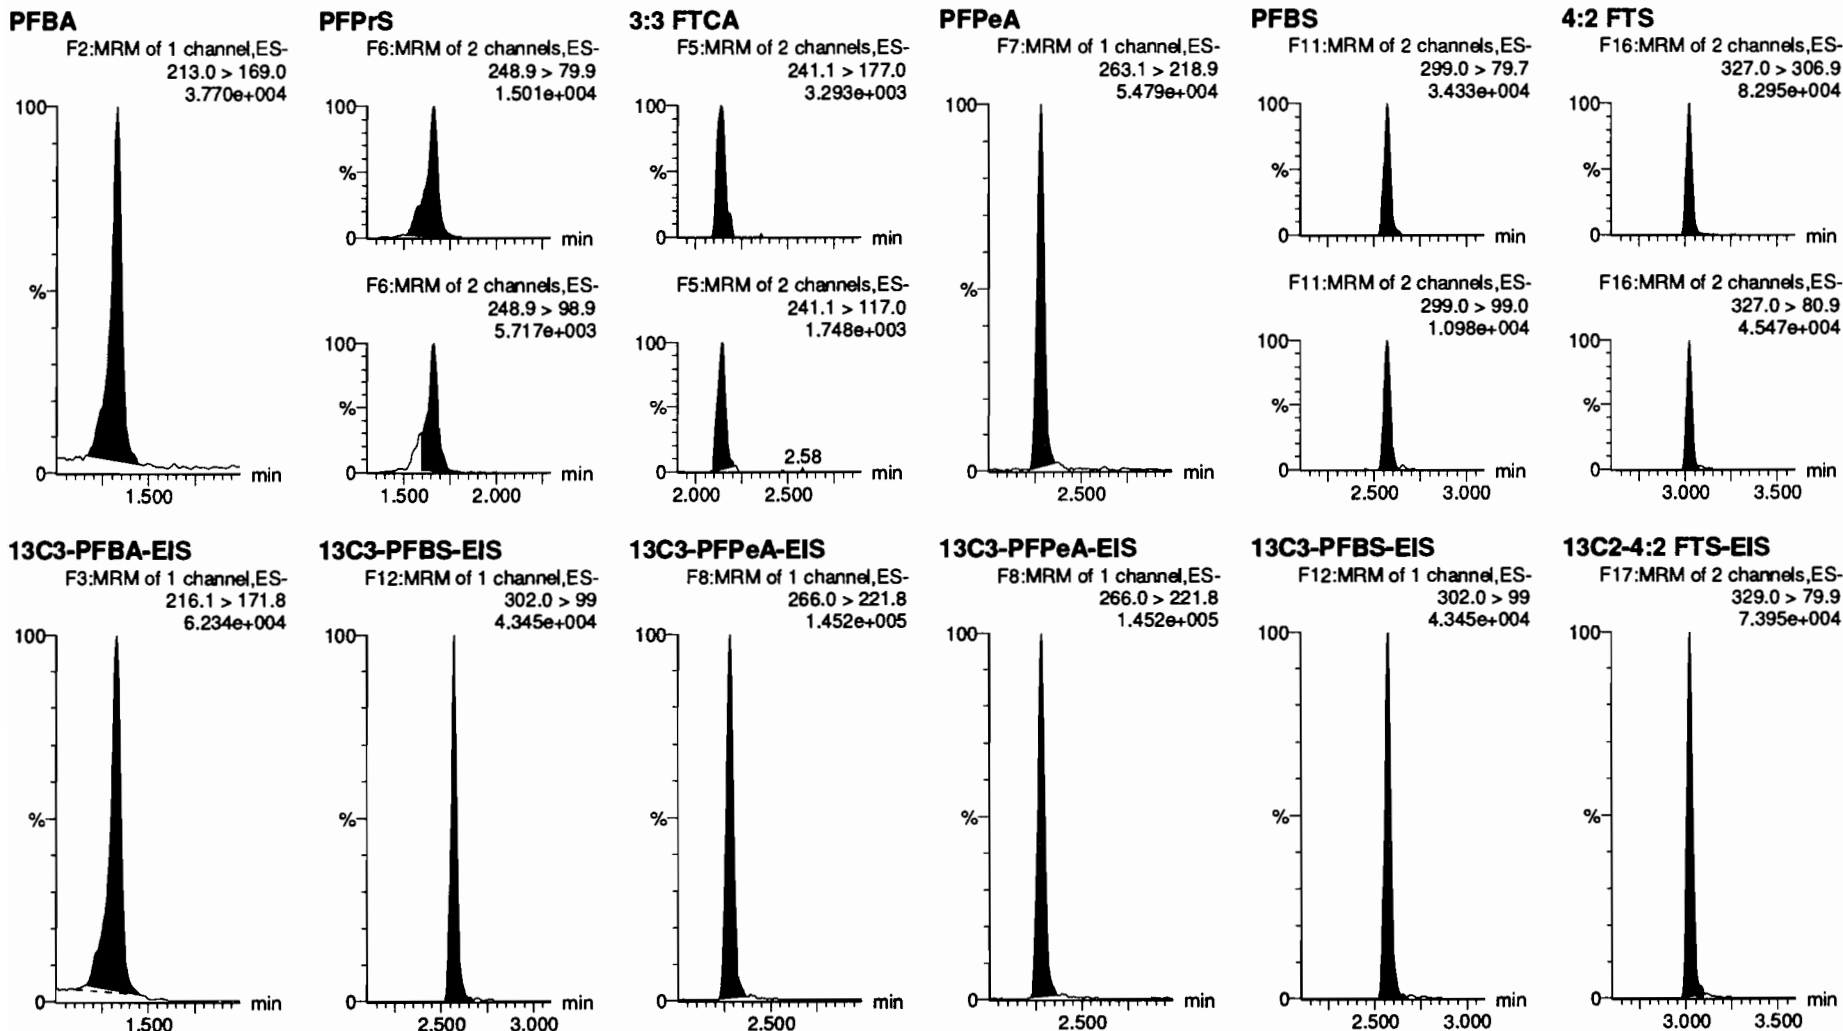 PFBA
F2:MRM of 1 channel,ES-
213.0 > 169.0
3.770e+004
100
%
0
min
1.500
PFPrS
F6:MRM of 2 channels,ES-
248.9 > 79.9
1.501e+004
100
%
0
min
F6:MRM of 2 channels,ES-
248.9 > 98.9
5.717e+003
100
%
0
min
1.500 2.000
3:3 FTCA
F5:MRM of 2 channels,ES-
241.1 > 177.0
3.293e+003
100
%
0
min
F5:MRM of 2 channels,ES-
241.1 > 117.0
1.748e+003
100
%
2.58
0
min
2.000 2.500
PFPeA
F7:MRM of 1 channel,ES-
263.1 > 218.9
5.479e+004
100
%
0
min
2.500
PFBS
F11:MRM of 2 channels,ES-
299.0 > 79.7
3.433e+004
100
%
0
min
F11:MRM of 2 channels,ES-
299.0 > 99.0
1.098e+004
100
%
0
min
2.500 3.000
4:2 FTS
F16:MRM of 2 channels,ES-
327.0 > 306.9
8.295e+004
100
%
0
min
F16:MRM of 2 channels,ES-
327.0 > 80.9
4.547e+004
100
%
0
min
3.000 3.500
13C3-PFBA-EIS
F3:MRM of 1 channel,ES-
216.1 > 171.8
6.234e+004
100
%
0
min
1.500
13C3-PFBS-EIS
F12:MRM of 1 channel,ES-
302.0 > 99
4.345e+004
100
%
0
min
2.500 3.000
13C3-PFPeA-EIS
F8:MRM of 1 channel,ES-
266.0 > 221.8
1.452e+005
100
%
0
min
2.500
13C3-PFPeA-EIS
F8:MRM of 1 channel,ES-
266.0 > 221.8
1.452e+005
100
%
0
min
2.500
13C3-PFBS-EIS
F12:MRM of 1 channel,ES-
302.0 > 99
4.345e+004
100
%
0
min
2.500 3.000
13C2-4:2 FTS-EIS
F17:MRM of 2 channels,ES-
329.0 > 79.9
7.395e+004
100
%
0
min
3.000 3.500